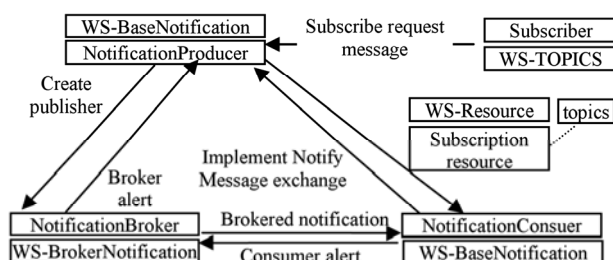 WS-BaseNotification
NotificationProducer
Subscribe request
message
Subscriber
WS-TOPICS
Create
publisher
WS-Resource
topics
Subscription
resource
Implement Notify
Message exchange
Broker
alert
NotificationBroker
WS-BrokerNotification
Brokered notification
Consumer alert
NotificationConsuer
WS-BaseNotification